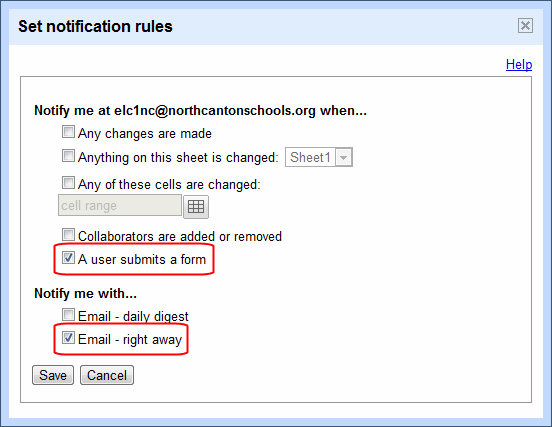 Set notification rules
Help
Notify me at elc1nc@northcantonschools.org when...
Any changes are made
Anything on this sheet is changed: Sheet1
Any of these cells are changed:
cell range
Collaborators are added or removed
A user submits a form
Notify me with...
Email - daily digest
Email - right away
Save Cancel